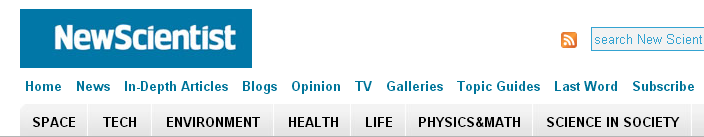 NewScientist
search New Scient
Home News In-Depth Articles Blogs Opinion TV Galleries Topic Guides Last Word Subscribe
SPACE TECH ENVIRONMENT HEALTH LIFE PHYSICS&MATH SCIENCE IN SOCIETY